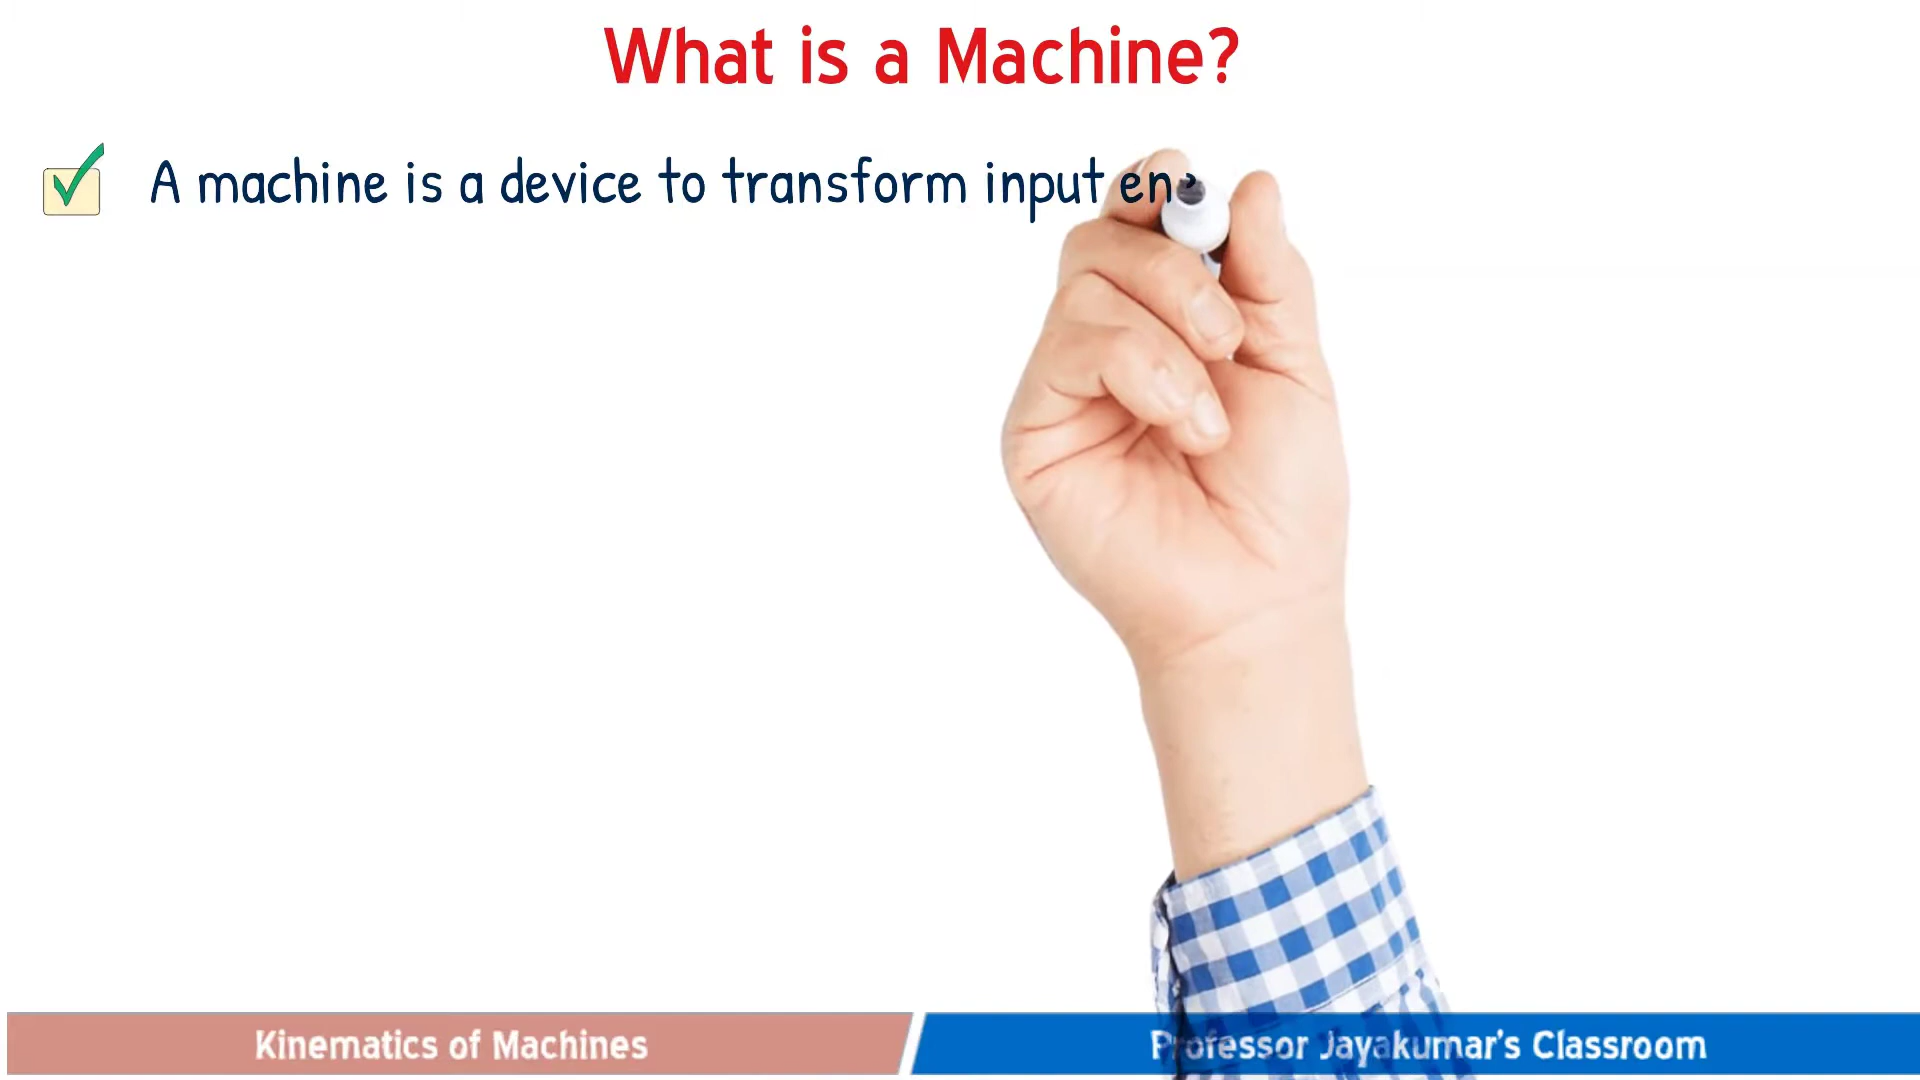 What is a Machine?
A machine is a device to transform input en
Kinematics of Machines
Professor Jayakumar's Classroom